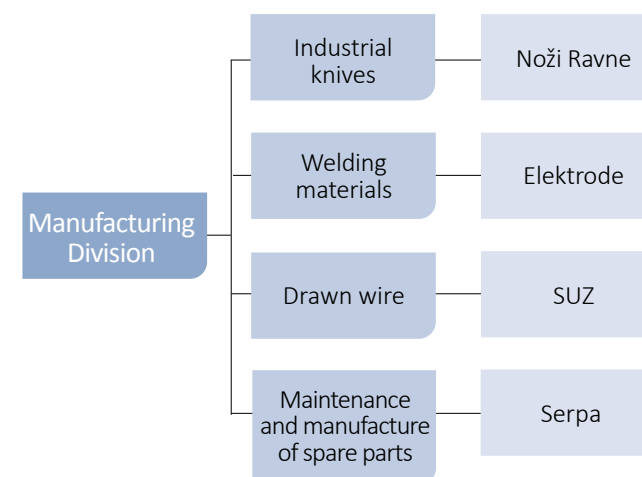 Manufacturing
Division
Industrial
knives
Noži Ravne
Welding
materials
Elektrode
Drawn wire
SUZ
Maintenance
and manufacture
of spare parts
Serpa